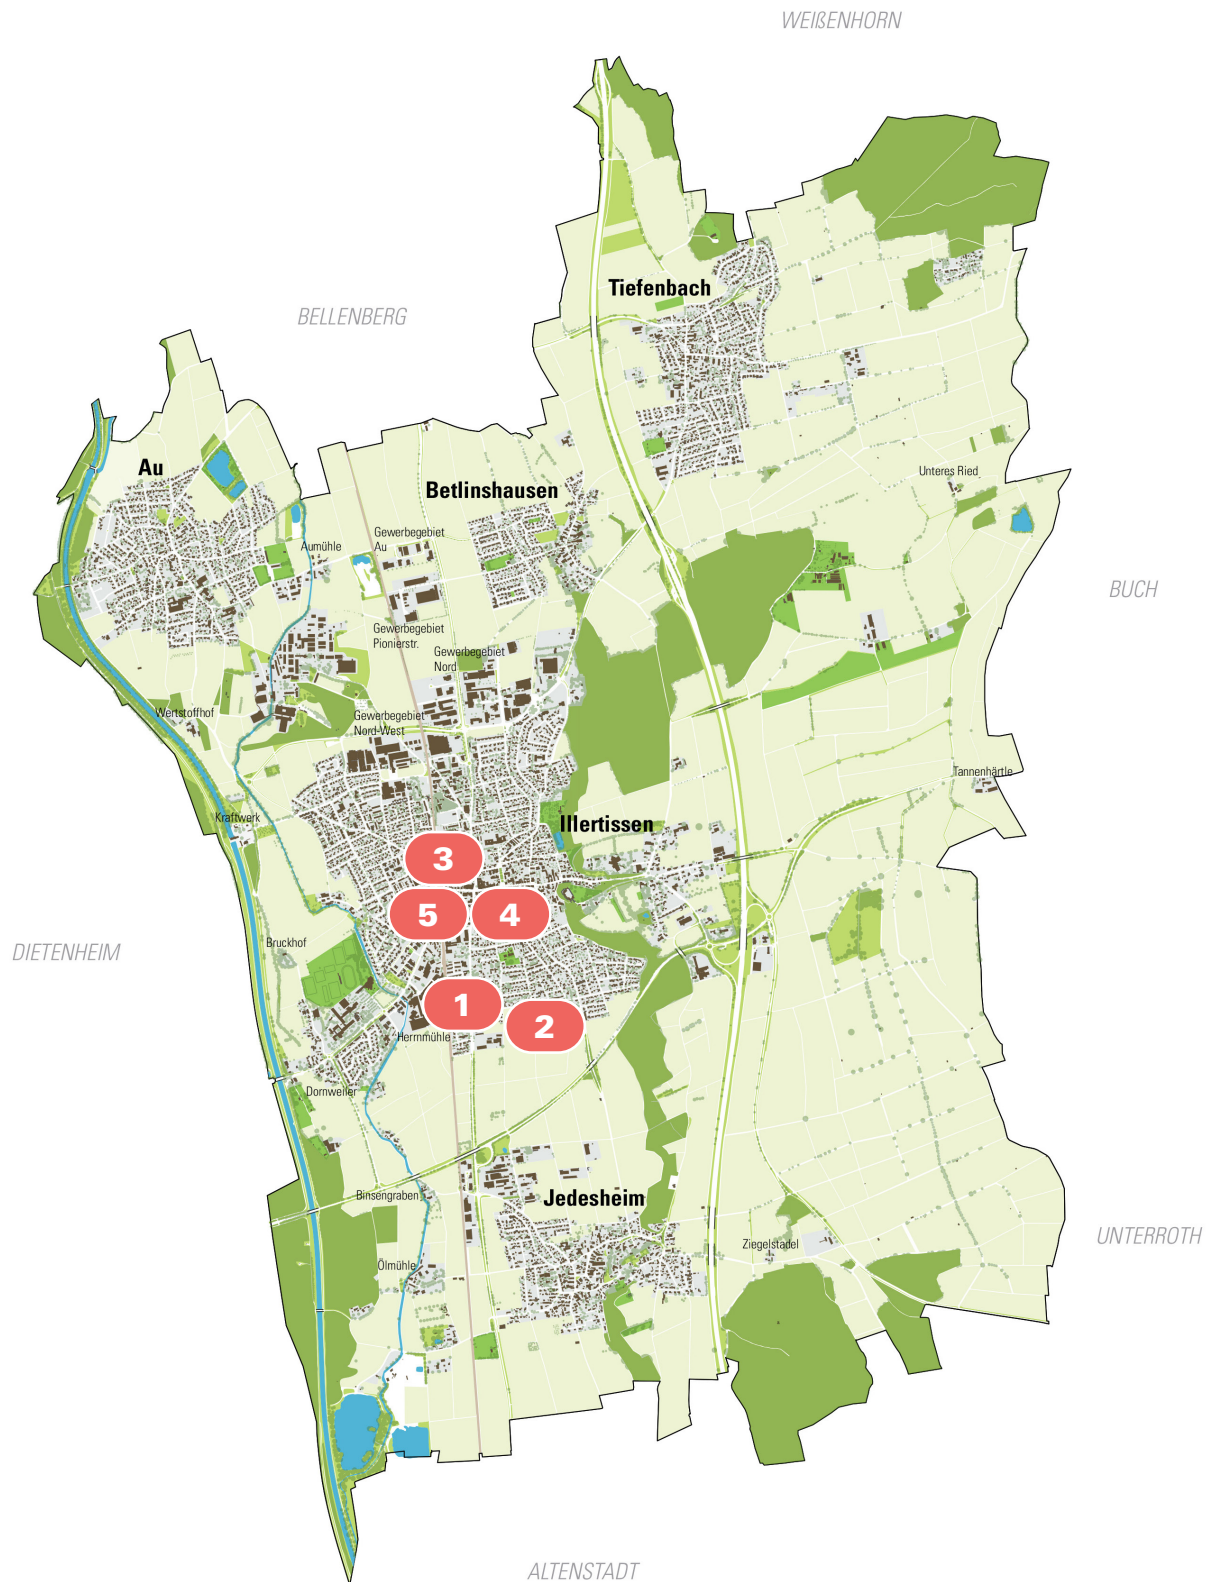 WEIßENHORN
Tiefenbach
BELLENBERG
Au
Unteres Ried
Betlinshausen
Gewerbegebiet
Au
Aumühle
BUCH
Gewerbegebiet
Pionierstr.
Gewerbegebiet
Nord
Wertstoffhof
Gewerbegebiet
Nord-West
Tannenhärtle
Kraftwerk
Illertissen
3
5
4
Bruckhof
DIETENHEIM
1
2
Herrnmühle
Dornweiler
Binsengraben
Jedesheim
UNTERROTH
Ziegelstadel
Ölmühle
ALTENSTADT